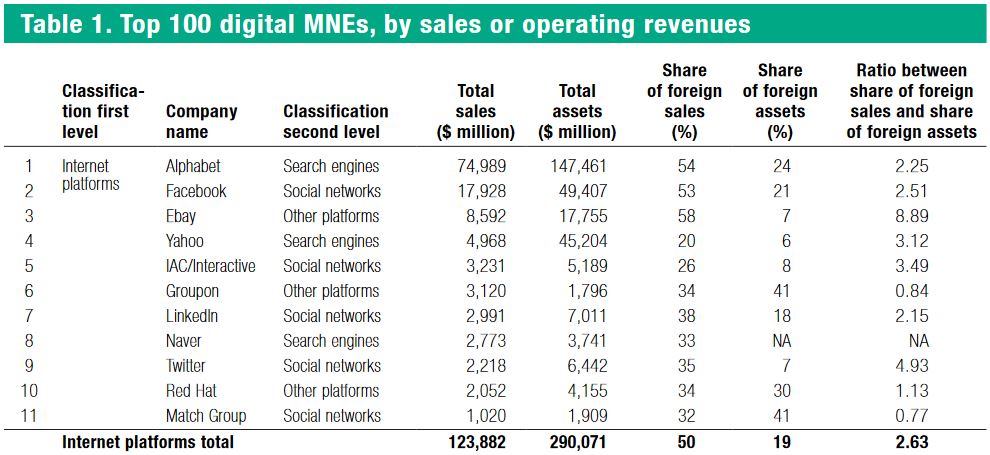 Table 1. Top 100 digital MNEs, by sales or operating revenues
Classifica-
tion first
level
Company
name
Classification
second level
Total
sales
($ million)
Total
assets
($ million)
Share
of foreign
sales
(%)
Share
of foreign
assets
(%)
Ratio between
share of foreign
sales and share
of foreign assets
1 Internet Alphabet Search engines 74,989 147,461 54 24 2.25
platforms
2 Facebook Social networks 17,928 49,407 53 21 2.51
3 Ebay Other platforms 8,592 17,755 58 7 8.89
4 Yahoo Search engines 4,968 45,204 20 6 3.12
5 IAC/Interactive Social networks 3,231 5,189 26 8 3.49
6 Groupon Other platforms 3,120 1,796 34 41 0.84
7 LinkedIn Social networks 2,991 7,011 38 18 2.15
8 Naver Search engines 2,773 3,741 33 NA NA
9 Twitter Social networks 2,218 6,442 35 7 4.93
10 Red Hat Other platforms 2,052 4,155 34 30 1.13
11 Match Group Social networks 1,020 1,909 32 41 0.77
Internet platforms total 123,882 290,071 50 19 2.63